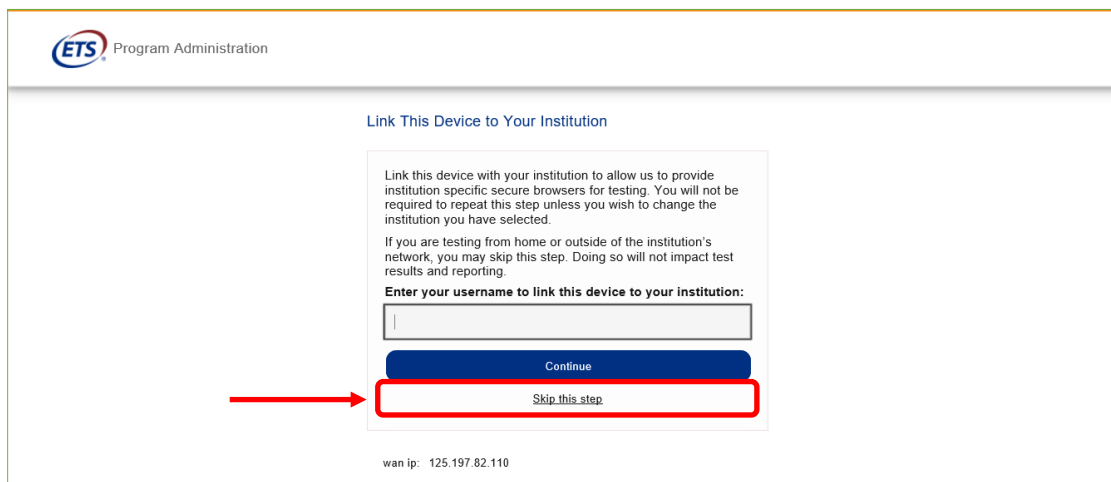 ETS® Program Administration
Link This Device to Your Institution
Link this device with your institution to allow us to provide
institution specific secure browsers for testing. You will not be
required to repeat this step unless you wish to change the
institution you have selected.
If you are testing from home or outside of the institution's
network, you may skip this step. Doing so will not impact test
results and reporting.
Enter your username to link this device to your institution:
Continue
Skip this step
wan ip: 125.197.82.110